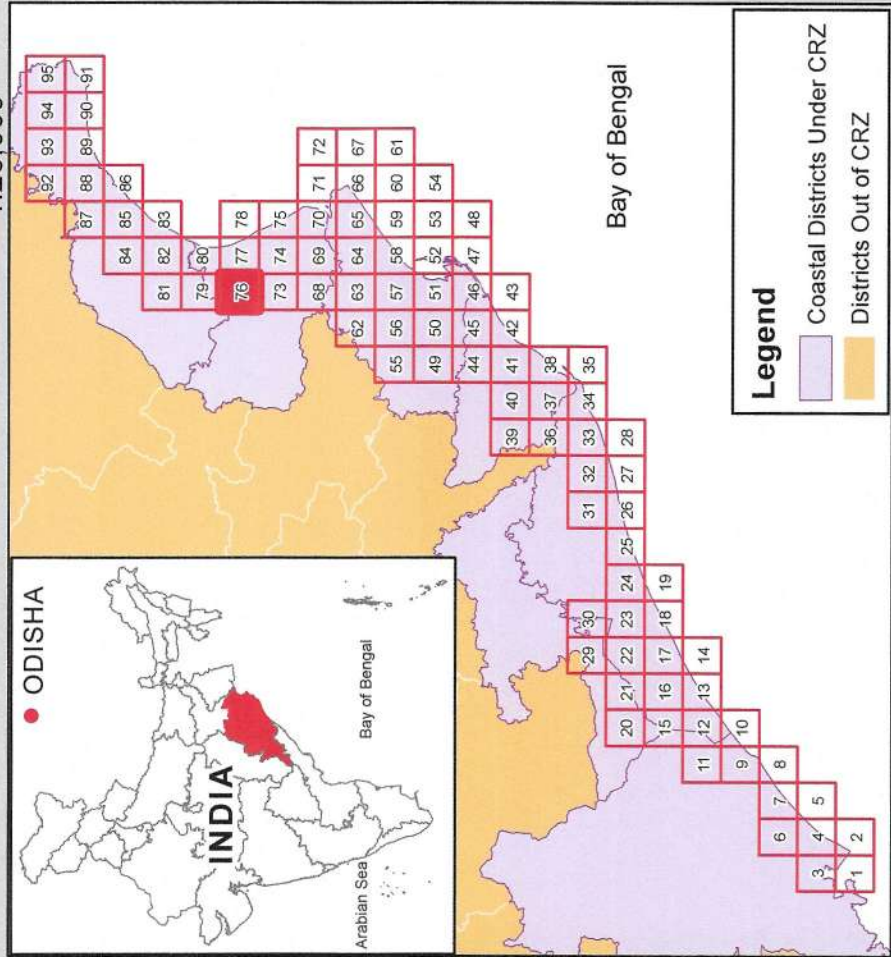 92 93 94 95
87 88 89 90 91
84 85 86
81 82 83
79 80
76 77 78
73 74 75
68 69 70 71 72
62 63 64 65 66 67
55 56 57 58 59 60 61
49 50 51 52 53 54
44 45 46 47 48
39 40 41 42 43
36 37 38
29 30 31 32 33 34 35
20 21 22 23 24 25 26 27 28
15 16 17 18 19
11 12 13 14
9 10
6 7 8
3 4 5
1 2
Bay of Bengal
ODISHA
INDIA
Arabian Sea
Bay of Bengal
Legend
Coastal Districts Under CRZ
Districts Out of CRZ